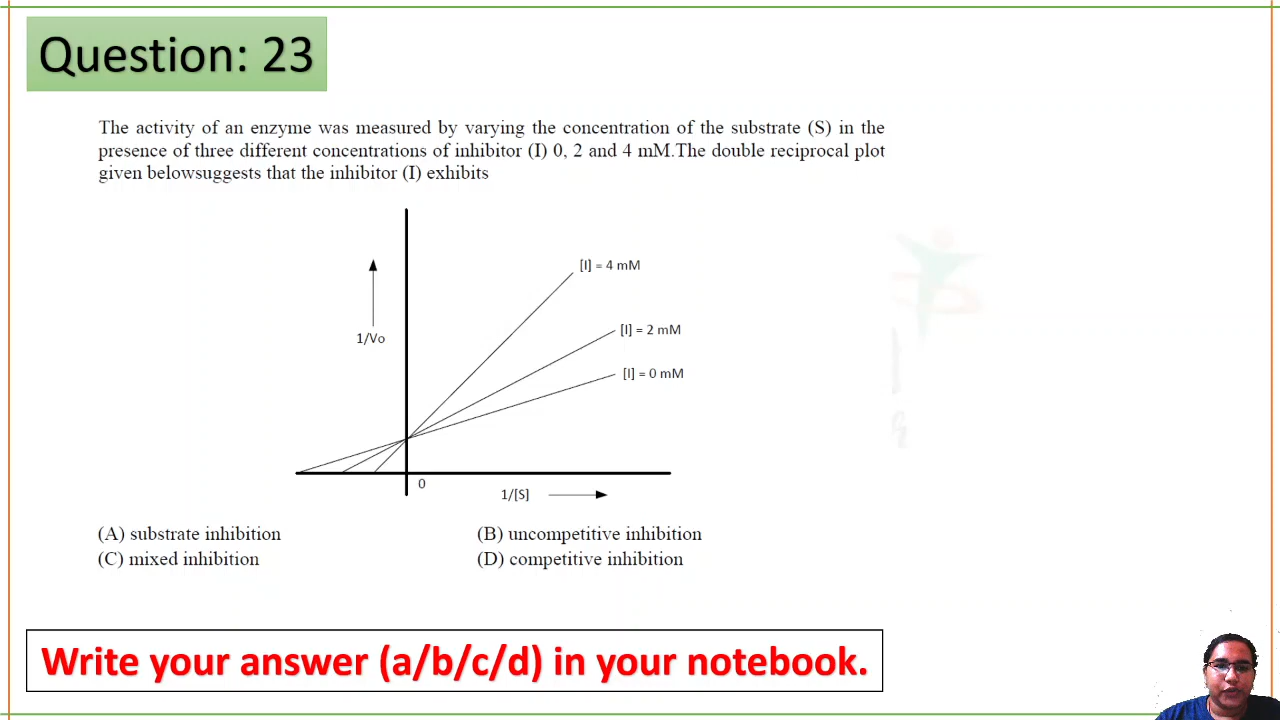 Question: 23
The activity of an enzyme was measured by varying the concentration of the substrate (S) in the
presence of three different concentrations of inhibitor (I) 0, 2 and 4 mM.The double reciprocal plot
given belowsuggests that the inhibitor (I) exhibits
[I] = 4 mM
[I] = 2 mM
1/Vo
[I] = 0 mM
0
1/[S]
(A) substrate inhibition
(B) uncompetitive inhibition
(C) mixed inhibition
(D) competitive inhibition
Write your answer (a/b/c/d) in your notebook.